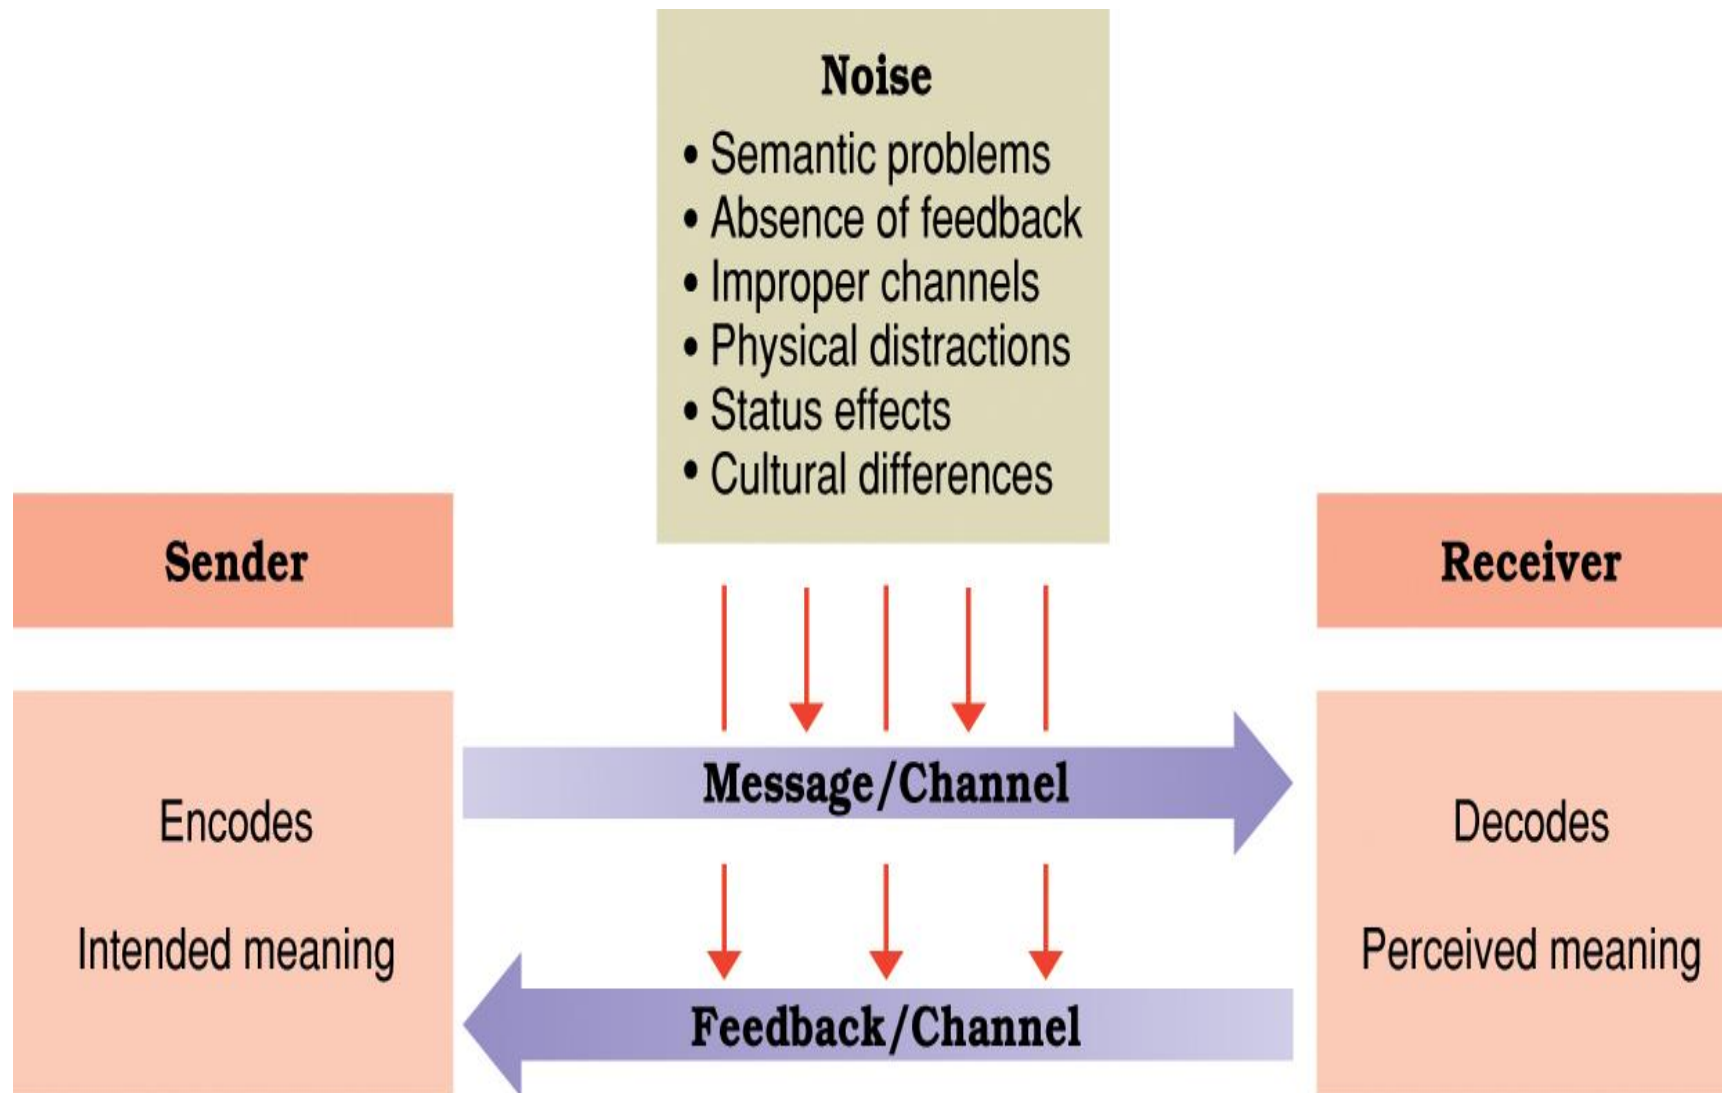 Noise
• Semantic problems
• Absence of feedback
• Improper channels
• Physical distractions
• Status effects
• Cultural differences
Sender
Receiver
Encodes
Intended meaning
Message/Channel
Feedback/Channel
Decodes
Perceived meaning